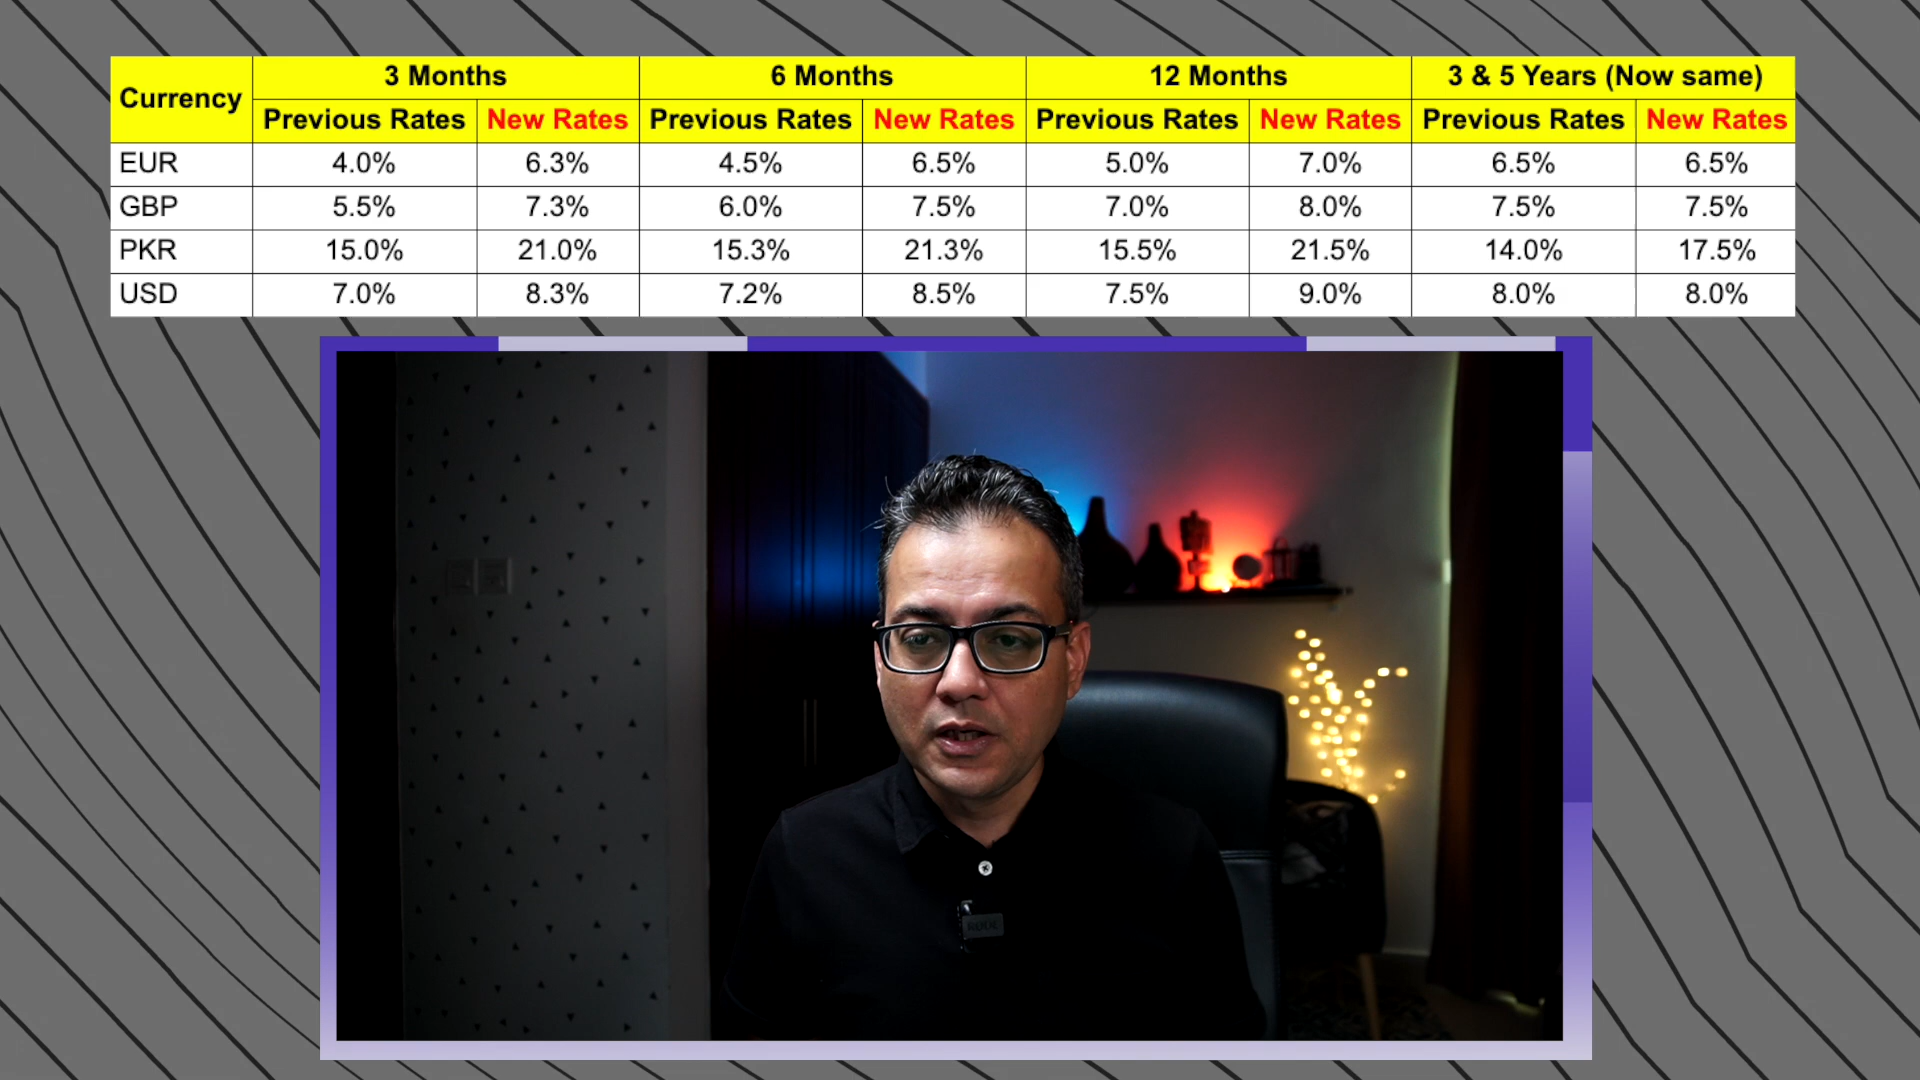 Currency 3 Months 6 Months 12 Months 3 & 5 Years (Now same)
Previous Rates New Rates Previous Rates New Rates Previous Rates New Rates Previous Rates New Rates
EUR 4.0% 6.3% 4.5% 6.5% 5.0% 7.0% 6.5% 6.5%
GBP 5.5% 7.3% 6.0% 7.5% 7.0% 8.0% 7.5% 7.5%
PKR 15.0% 21.0% 15.3% 21.3% 15.5% 21.5% 14.0% 17.5%
USD 7.0% 8.3% 7.2% 8.5% 7.5% 9.0% 8.0% 8.0%